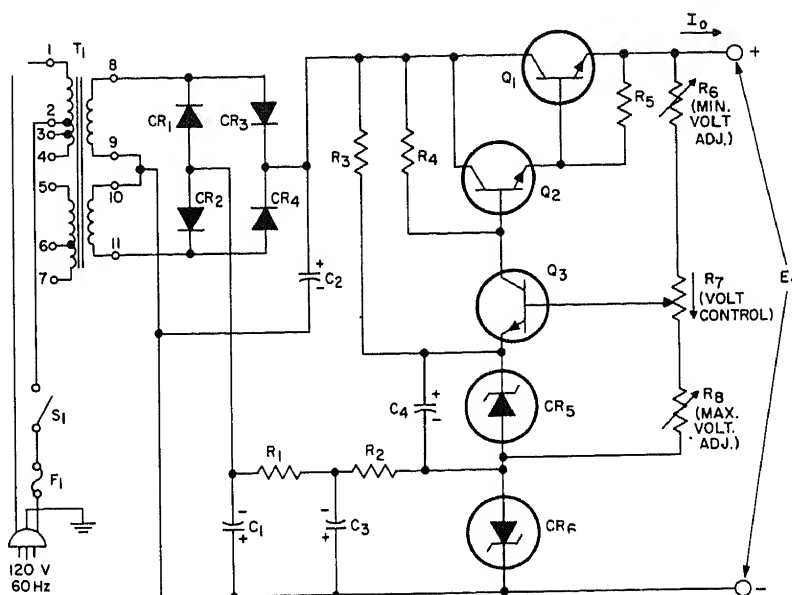 I₀
+
1
T₁
8
2
3
4
5
6
7
9
10
11
CR₁
CR₃
CR₂
CR₄
+
-
C₂
R₃
R₄
Q₁
R₅
Q₂
Q₃
R₆
(MIN.
VOLT
ADJ.)
R₇
(VOLT
CONTROL)
E
R₈
(MAX.
VOLT.
ADJ.)
C₄
+
-
CR₅
S₁
F₁
R₁
R₂
-
+
C₁
-
+
C₃
CR₆
-
120 V
60 Hz